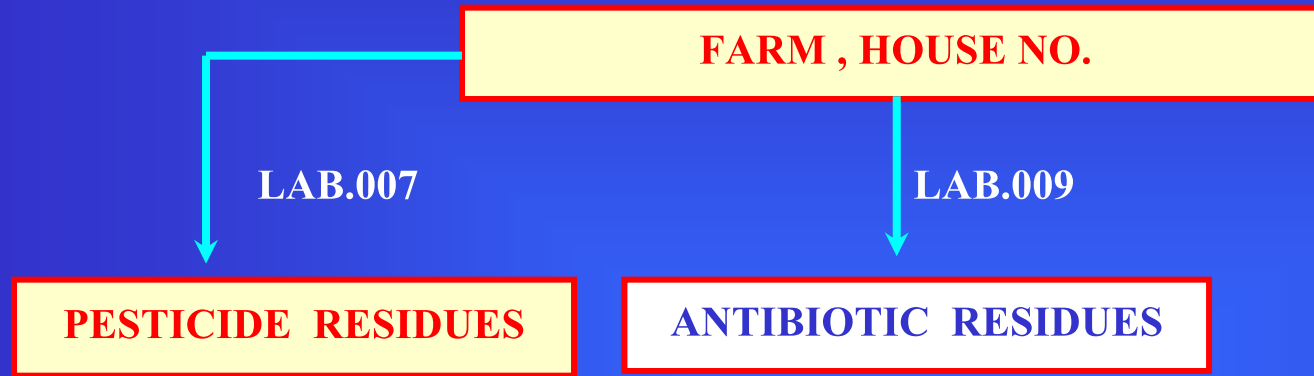 FARM , HOUSE NO.
LAB.007
LAB.009
PESTICIDE RESIDUES
ANTIBIOTIC RESIDUES